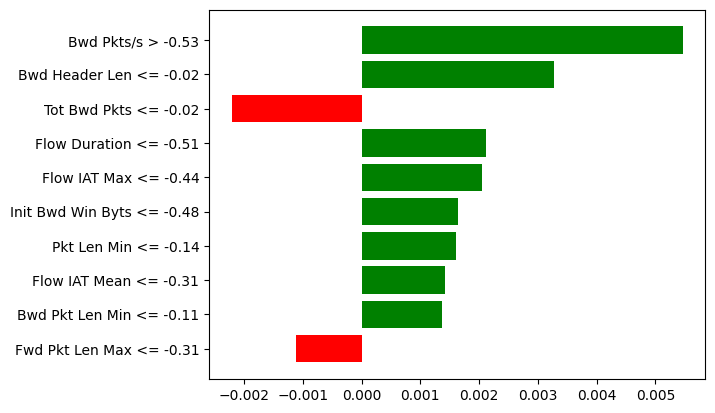 Bwd Pkts/s > -0.53
Bwd Header Len <= -0.02
Tot Bwd Pkts <= -0.02
Flow Duration <= -0.51
Flow IAT Max <= -0.44
Init Bwd Win Byts <= -0.48
Pkt Len Min <= -0.14
Flow IAT Mean <= -0.31
Bwd Pkt Len Min <= -0.11
Fwd Pkt Len Max <= -0.31
−0.002 −0.001 0.000 0.001 0.002 0.003 0.004 0.005